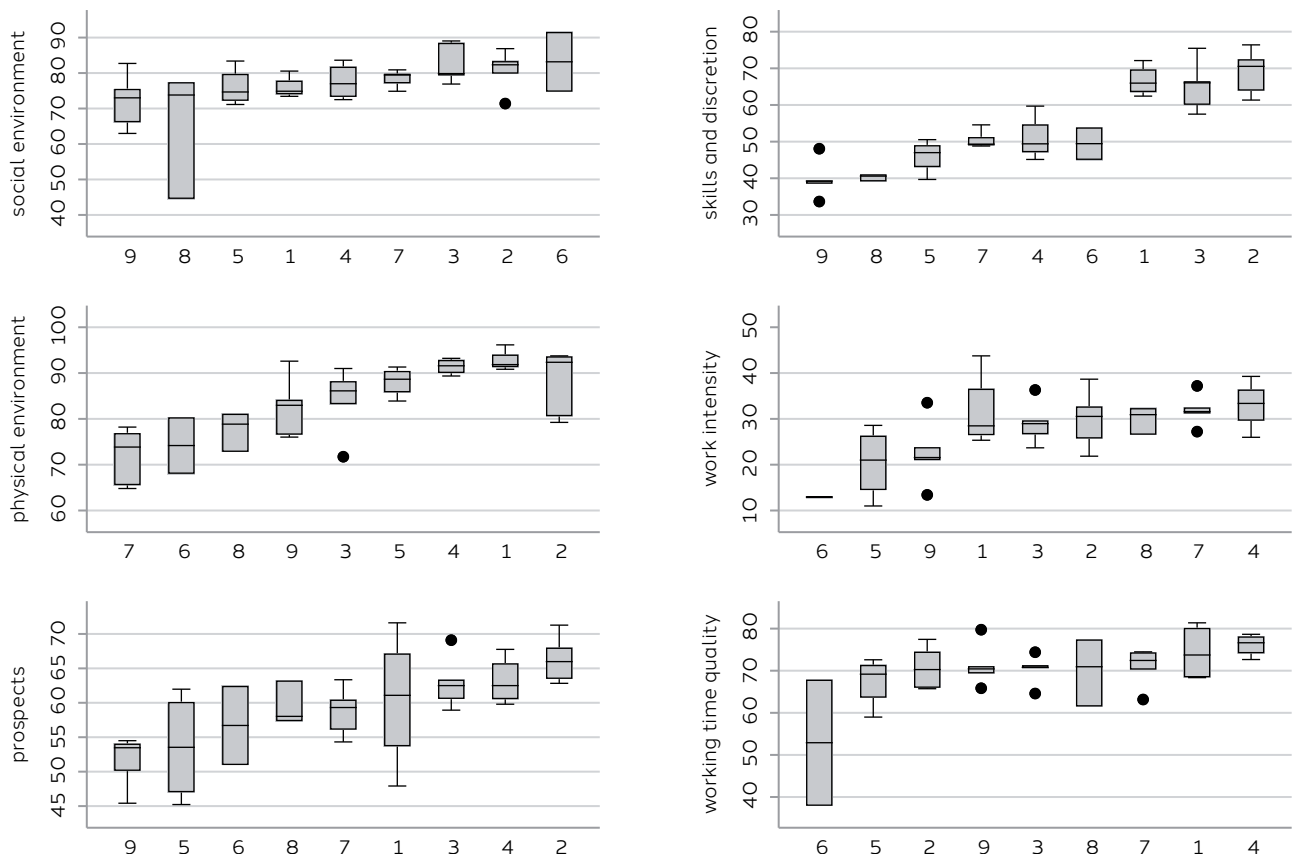 social environment
90
80
70
60
50
40
9 8 5 1 4 7 3 2 6
skills and discretion
80
70
60
50
40
30
9 8 5 7 4 6 1 3 2
physical environment
100
90
80
70
60
7 6 8 9 3 5 4 1 2
work intensity
50
40
30
20
10
6 5 9 1 3 2 8 7 4
prospects
70
65
60
55
50
45
9 5 6 8 7 1 3 4 2
working time quality
80
70
60
50
40
6 5 2 9 3 8 7 1 4